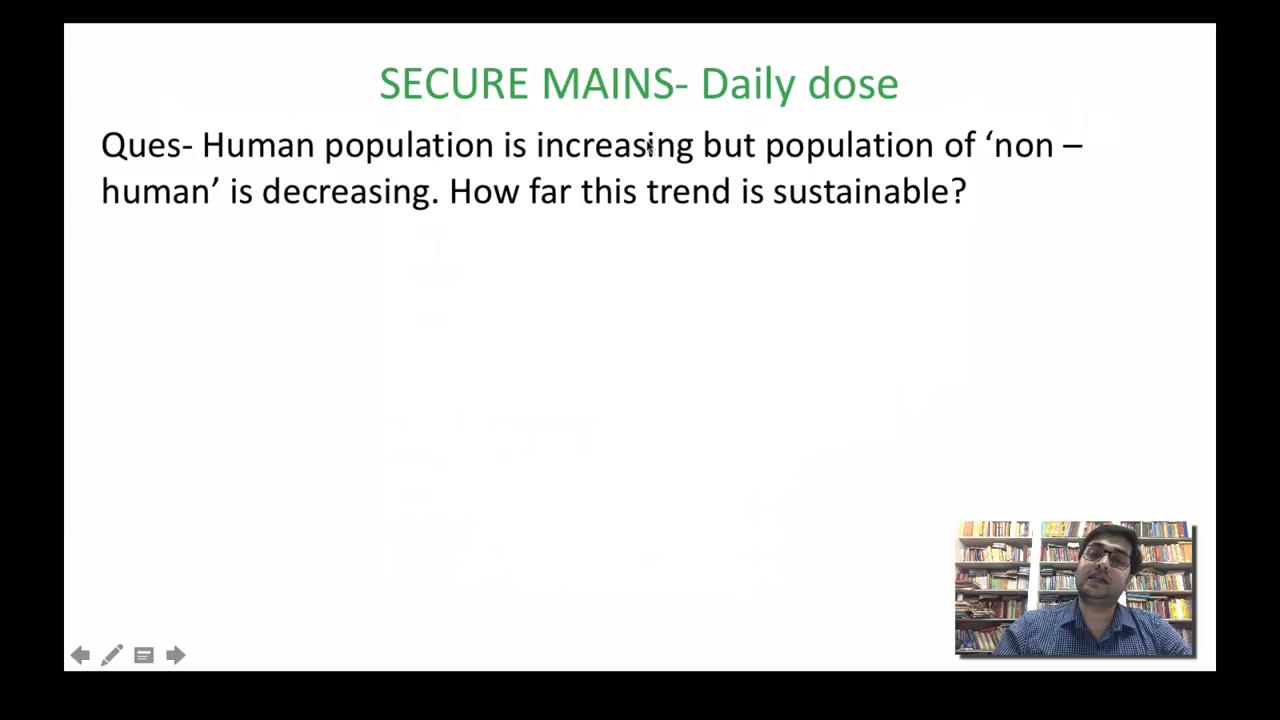 SECURE MAINS- Daily dose
Ques- Human population is increasing but population of ‘non –
human’ is decreasing. How far this trend is sustainable?